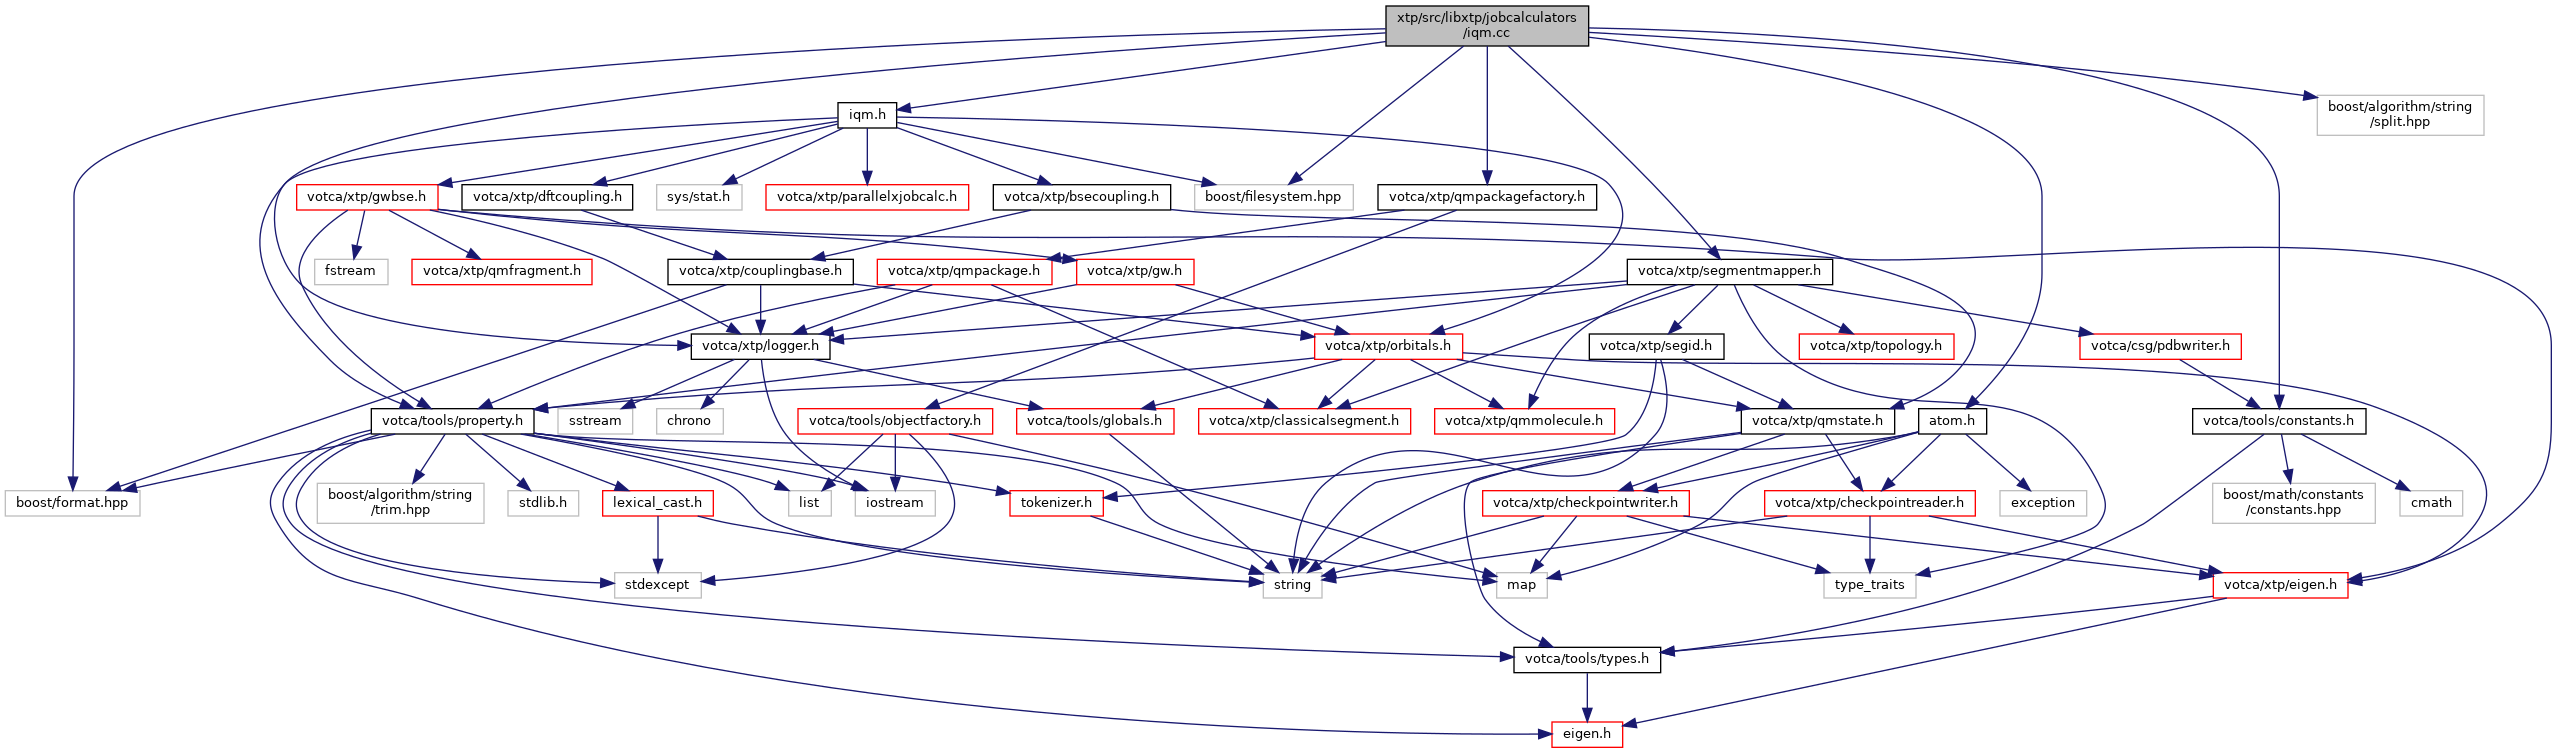 xtp/src/libxtp/jobcalculators
/iqm.cc
boost/algorithm/string
/split.hpp
iqm.h
votca/xtp/gwbse.h
votca/xtp/dftcoupling.h
sys/stat.h
votca/xtp/parallelxjobcalc.h
votca/xtp/bsecoupling.h
boost/filesystem.hpp
votca/xtp/qmpackagefactory.h
fstream
votca/xtp/qmfragment.h
votca/xtp/couplingbase.h
votca/xtp/qmpackage.h
votca/xtp/gw.h
votca/xtp/segmentmapper.h
votca/xtp/logger.h
votca/xtp/orbitals.h
votca/xtp/segid.h
votca/xtp/topology.h
votca/csg/pdbwriter.h
votca/tools/property.h
sstream
chrono
votca/tools/objectfactory.h
votca/tools/globals.h
votca/xtp/classicalsegment.h
votca/xtp/qmmolecule.h
votca/xtp/qmstate.h
atom.h
votca/tools/constants.h
boost/format.hpp
boost/algorithm/string
/trim.hpp
stdlib.h
lexical_cast.h
list
iostream
tokenizer.h
votca/xtp/checkpointwriter.h
votca/xtp/checkpointreader.h
exception
boost/math/constants
/constants.hpp
cmath
stdexcept
string
map
type_traits
votca/xtp/eigen.h
votca/tools/types.h
eigen.h